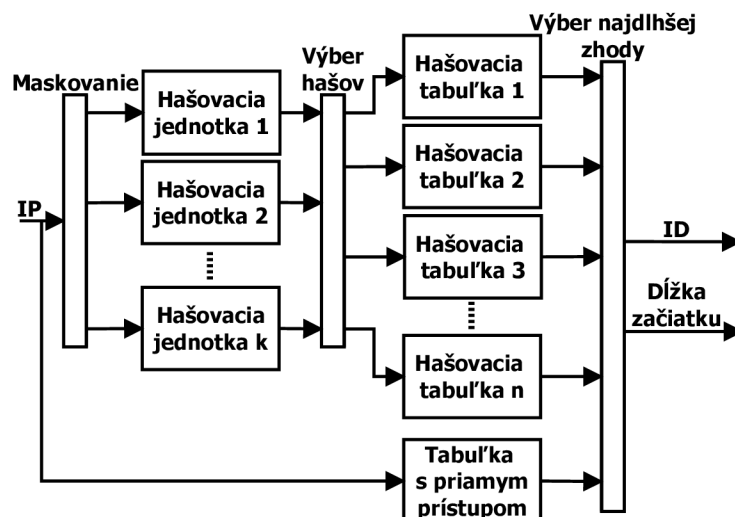 Výber najdlhšej
zhody
Výber
hašov
Maskovanie
IP
Hašovacia
jednotka 1
Hašovacia
jednotka 2
Hašovacia
jednotka k
Hašovacia
tabuľka 1
Hašovacia
tabuľka 2
Hašovacia
tabuľka 3
Hašovacia
tabuľka n
Tabuľka
s priamym
prístupom
ID
Dĺžka
začiatku